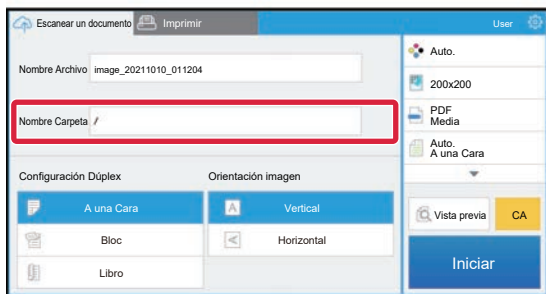 Escanear un documento
Imprimir
User
Nombre Archivo image_20211010_011204
Nombre Carpeta /
Configuración Dúplex
Orientación imagen
A una Cara
Vertical
Bloc
Horizontal
Libro
Auto.
200x200
PDF
Media
Auto.
A una Cara
Vista previa
CA
Iniciar